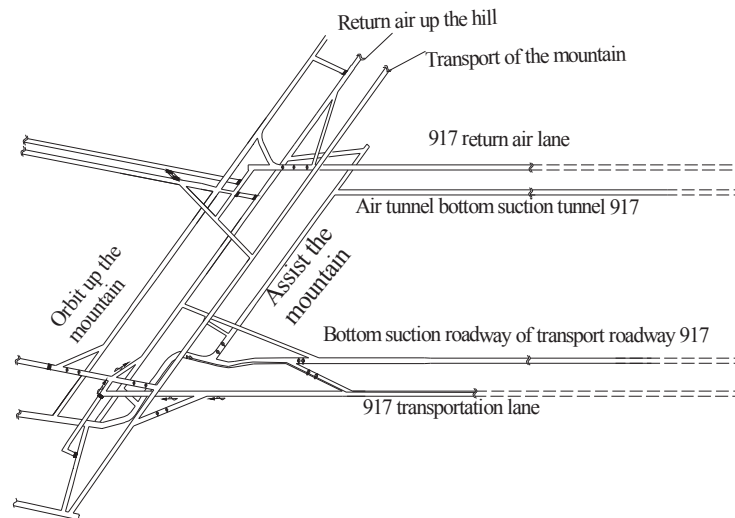 Return air up the hill
Transport of the mountain
917 return air lane
Air tunnel bottom suction tunnel 917
Assist the
mountain
Orbit up the
mountain
Bottom suction roadway of transport roadway 917
917 transportation lane